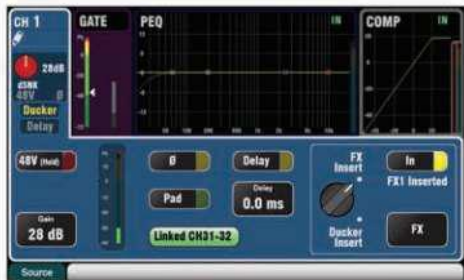 CH 1
GATE
PEQ
IN
COMP
IN
28dB
dSNK
48V Ø
Ducker
Delay
48V (Hold)
Ø
Delay
FX
Insert
In
FX1 Inserted
Pad
Delay
0.0 ms
Gain
28 dB
Linked CH31-32
Ducker
Insert
FX
Source